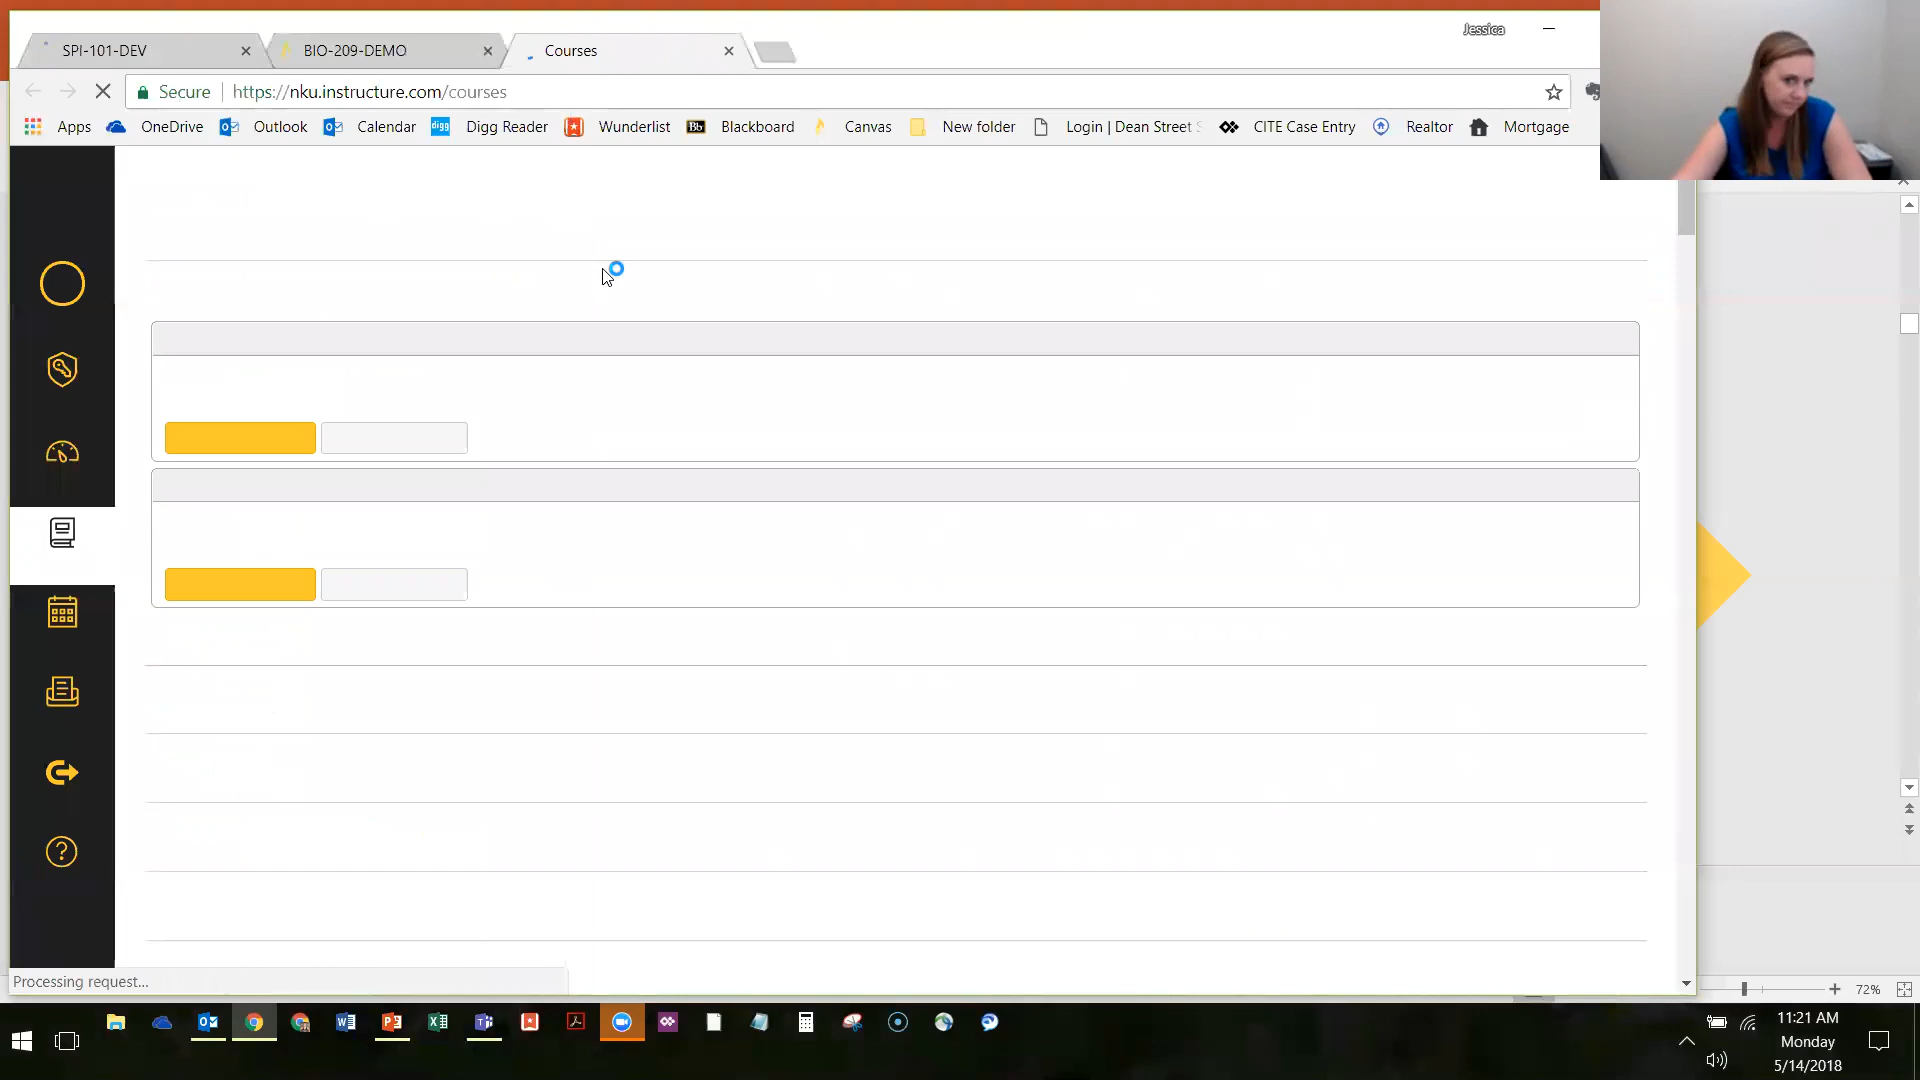 Jessica
SPI-101-DEV
BIO-209-DEMO
Courses
Secure
https://nku.instructure.com/courses
Apps
OneDrive
Outlook
Calendar
digg
Digg Reader
Wunderlist
Bb
Blackboard
Canvas
New folder
Login | Dean Street
CITE Case Entry
Realtor
Mortgage
Processing request...
72%
11:21 AM
Monday
5/14/2018